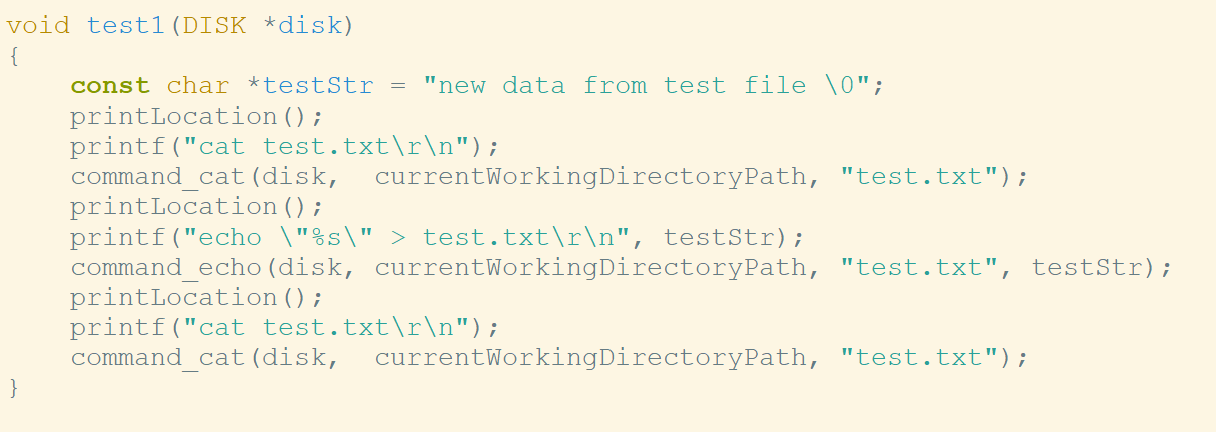 void test1(DISK *disk)
{
    const char *testStr = "new data from test file \0";
    printLocation();
    printf("cat test.txt\r\n");
    command_cat(disk,  currentWorkingDirectoryPath, "test.txt");
    printLocation();
    printf("echo \"%s\" > test.txt\r\n", testStr);
    command_echo(disk, currentWorkingDirectoryPath, "test.txt", testStr);
    printLocation();
    printf("cat test.txt\r\n");
    command_cat(disk,  currentWorkingDirectoryPath, "test.txt");
}